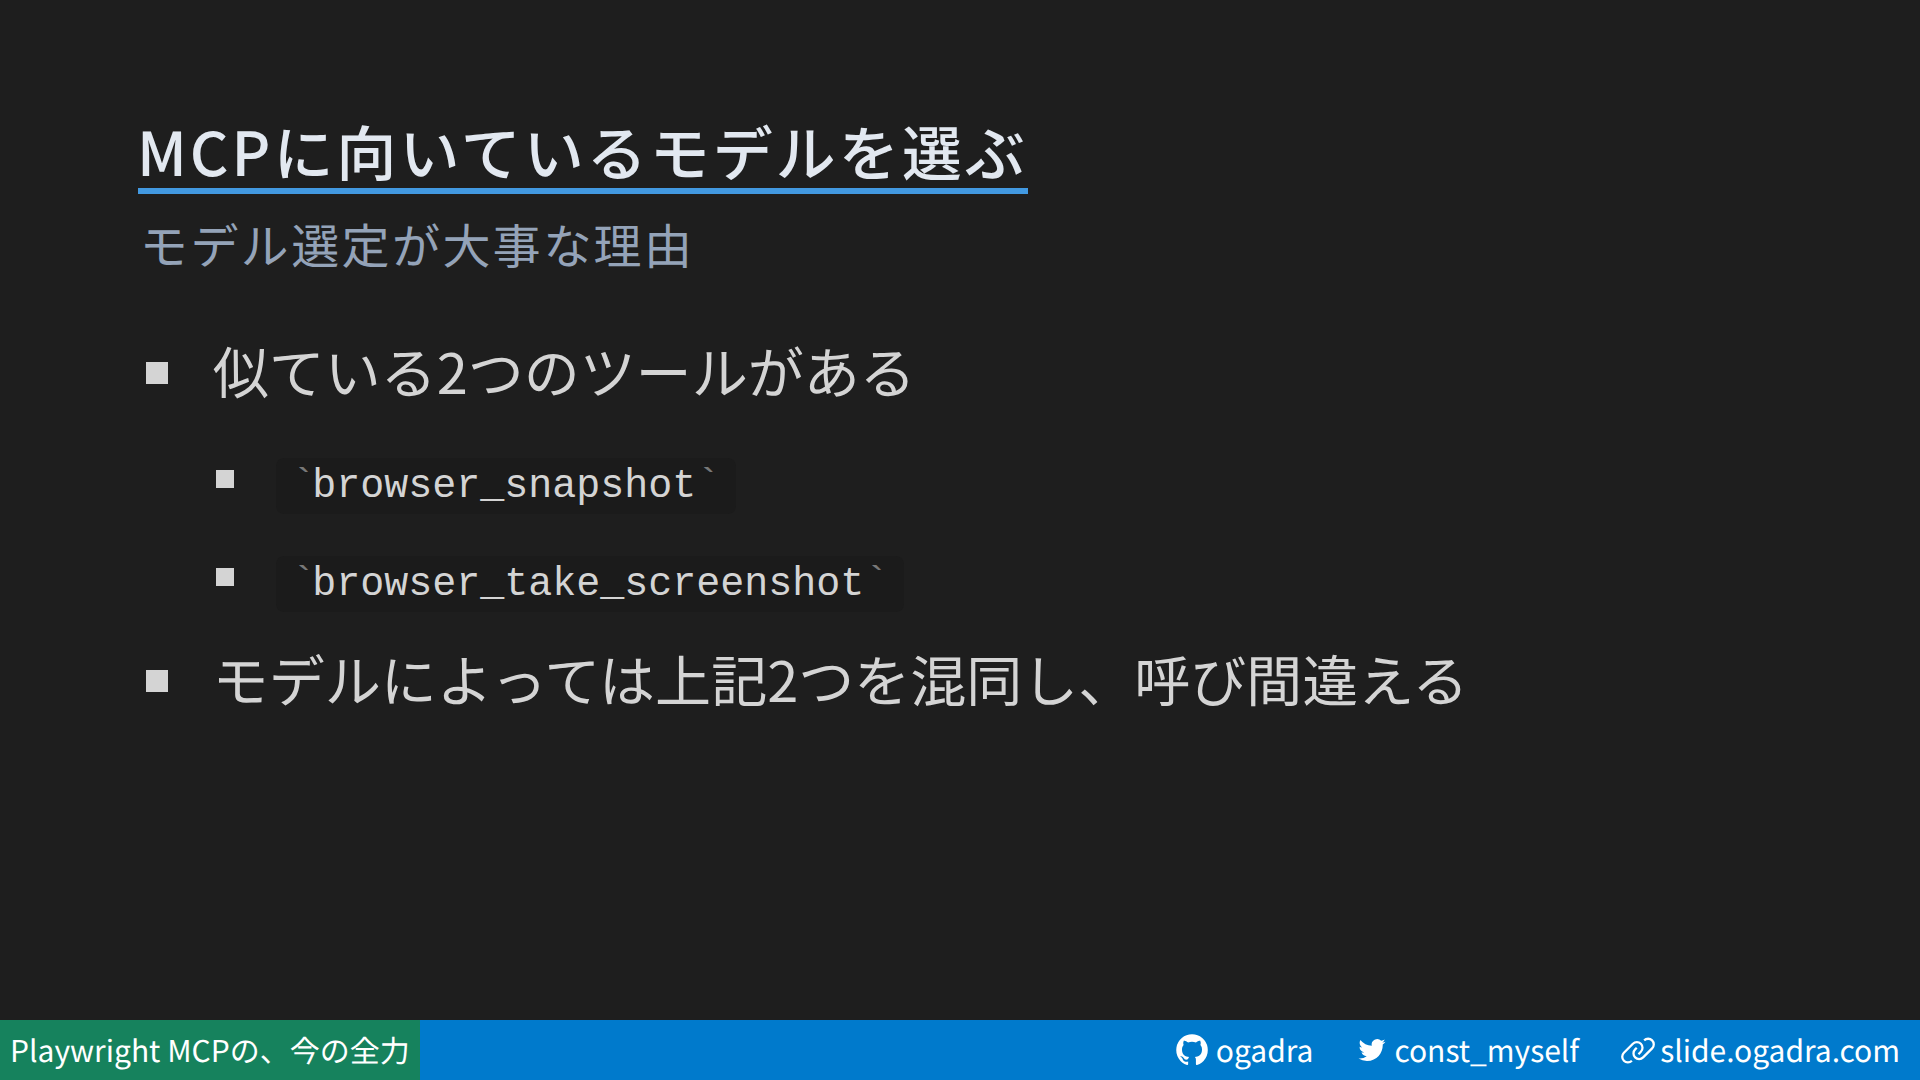 MCPに向いているモデルを選ぶ
モデル選定が大事な理由
似ている2つのツールがある
`browser_snapshot`
`browser_take_screenshot`
モデルによっては上記2つを混同し、呼び間違える
Playwright MCPの、今の全力 ogadra const_myself slide.ogadra.com